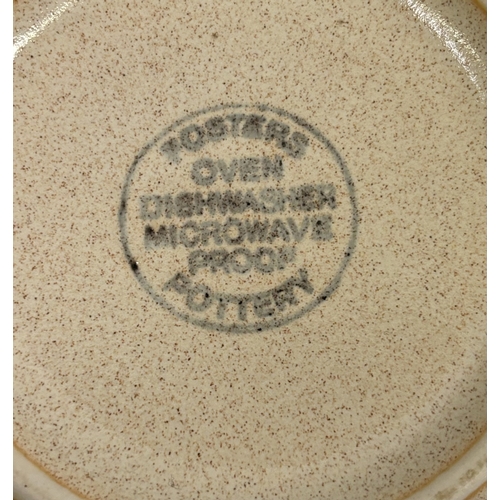 FOSTERS
OVEN
DISHWASHER
MICROWAVE
PROOF
POTTERY